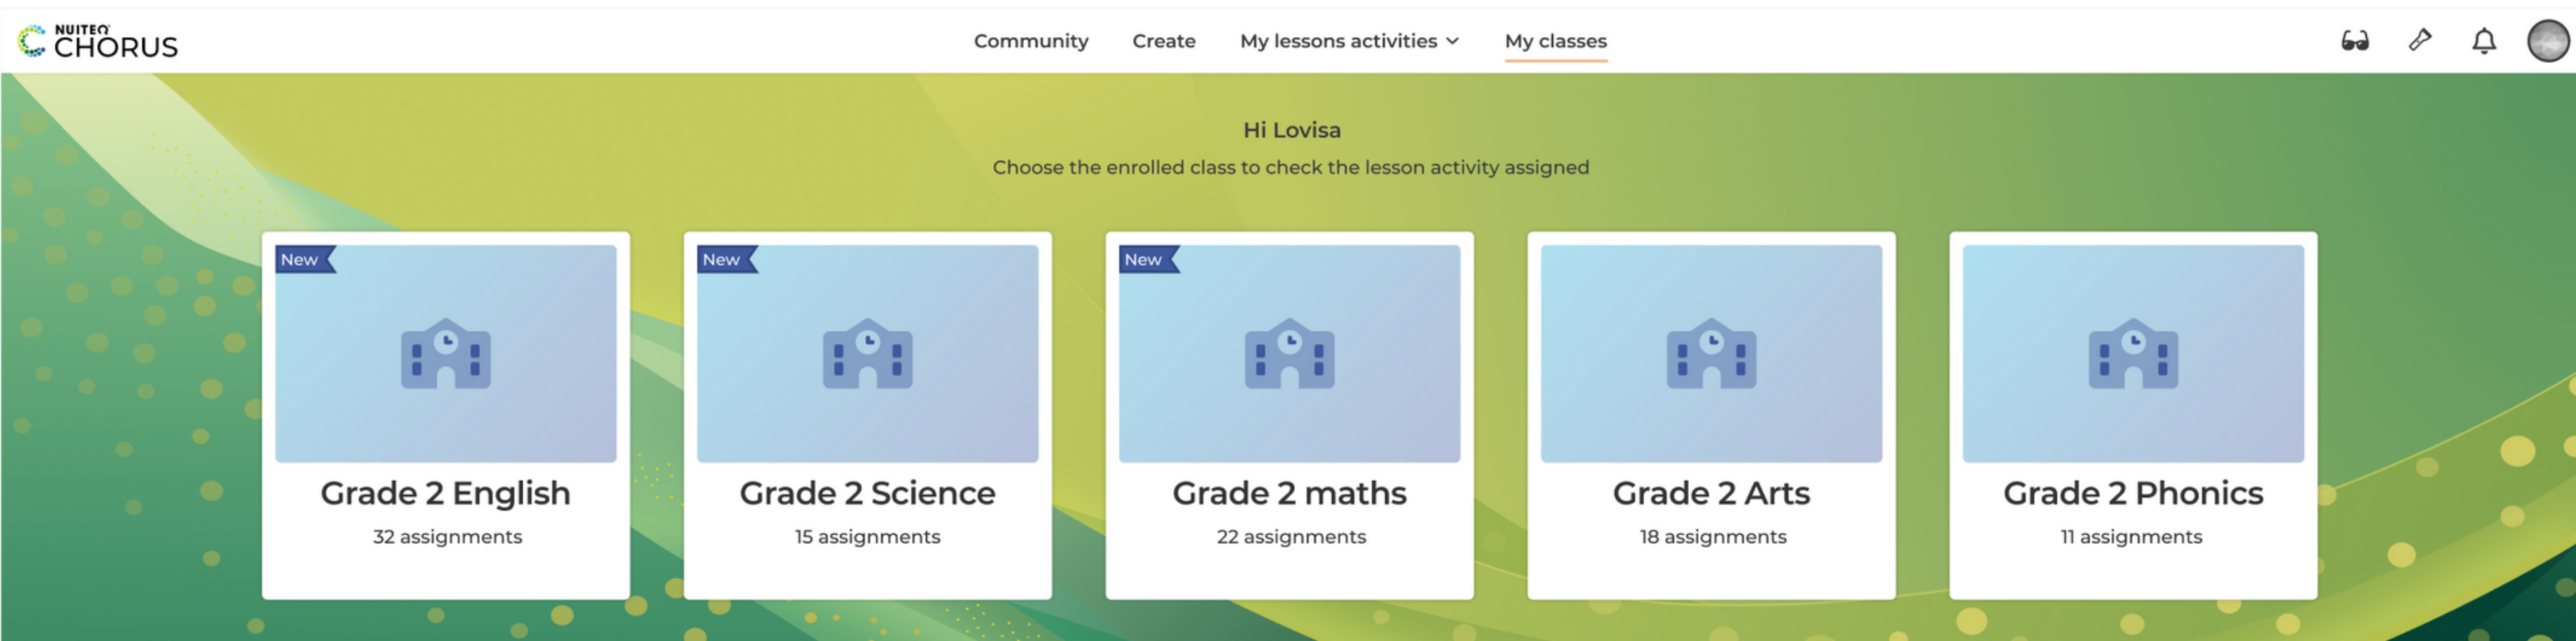 NUITEQ
CHORUS
Community Create My lessons activities My classes
Hi Lovisa
Choose the enrolled class to check the lesson activity assigned
New New New
Grade 2 English Grade 2 Science Grade 2 maths Grade 2 Arts Grade 2 Phonics
32 assignments 15 assignments 22 assignments 18 assignments 11 assignments